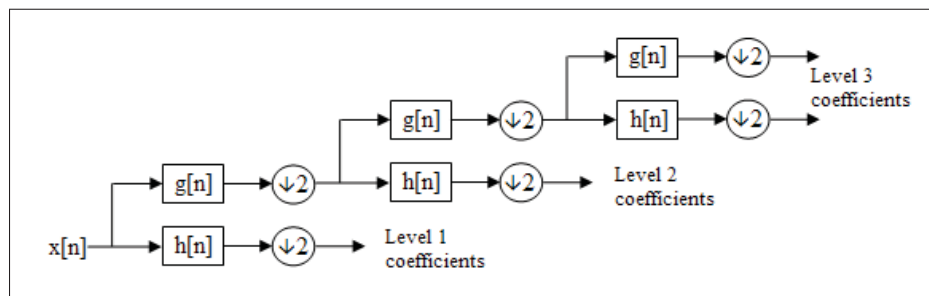 g[n] ↓2
Level 3
coefficients
g[n] ↓2 h[n] ↓2
g[n] ↓2 h[n] ↓2 Level 2
coefficients
x[n] h[n] ↓2 Level 1
coefficients